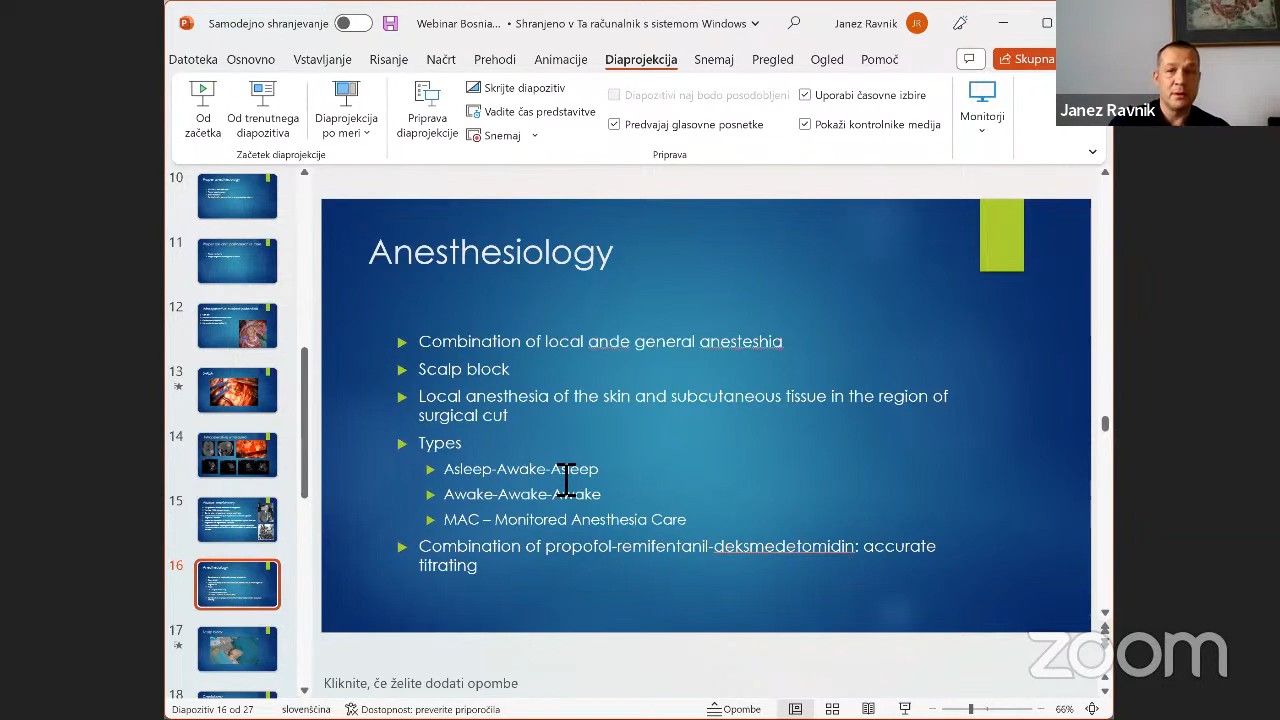 Samodejno shranjevanje
Webinar Bosnia... • Shranjeno v Ta računalnik s sistemom Windows
Janez Ravnik
JR
Datoteka Osnovno Vstavljanje Risanje Načrt Prehodi Animacije Diaprojekcija Snemaj Pregled Ogled Pomoč
Skupna
Od začetka
Od trenutnega diapozitiva
Diaprojekcija po meri
Priprava diaprojekcije
Skrijte diapozitiv
Vadite čas predstavitve
Snemaj
Diapozitivi naj bodo posodobljeni
Predvajaj glasovne posnetke
Uporabi časovne izbire
Pokaži kontrolnike medija
Monitorji
Začetek diaprojekcije
Priprava
Janez Ravnik
10
11
12
13
14
15
16
17
18
Anesthesiology
Combination of local ande general anesteshia
Scalp block
Local anesthesia of the skin and subcutaneous tissue in the region of
surgical cut
Types
Asleep-Awake-Asleep
Awake-Awake-Awake
MAC – Monitored Anesthesia Care
Combination of propofol-remifentanil-deksmedetomidin: accurate
titrating
zoom
Kliknite, če želite dodati opombe
Diapozitiv 16 od 27 slovenščina Dostopnost: preverite priporočila Opombe 66%